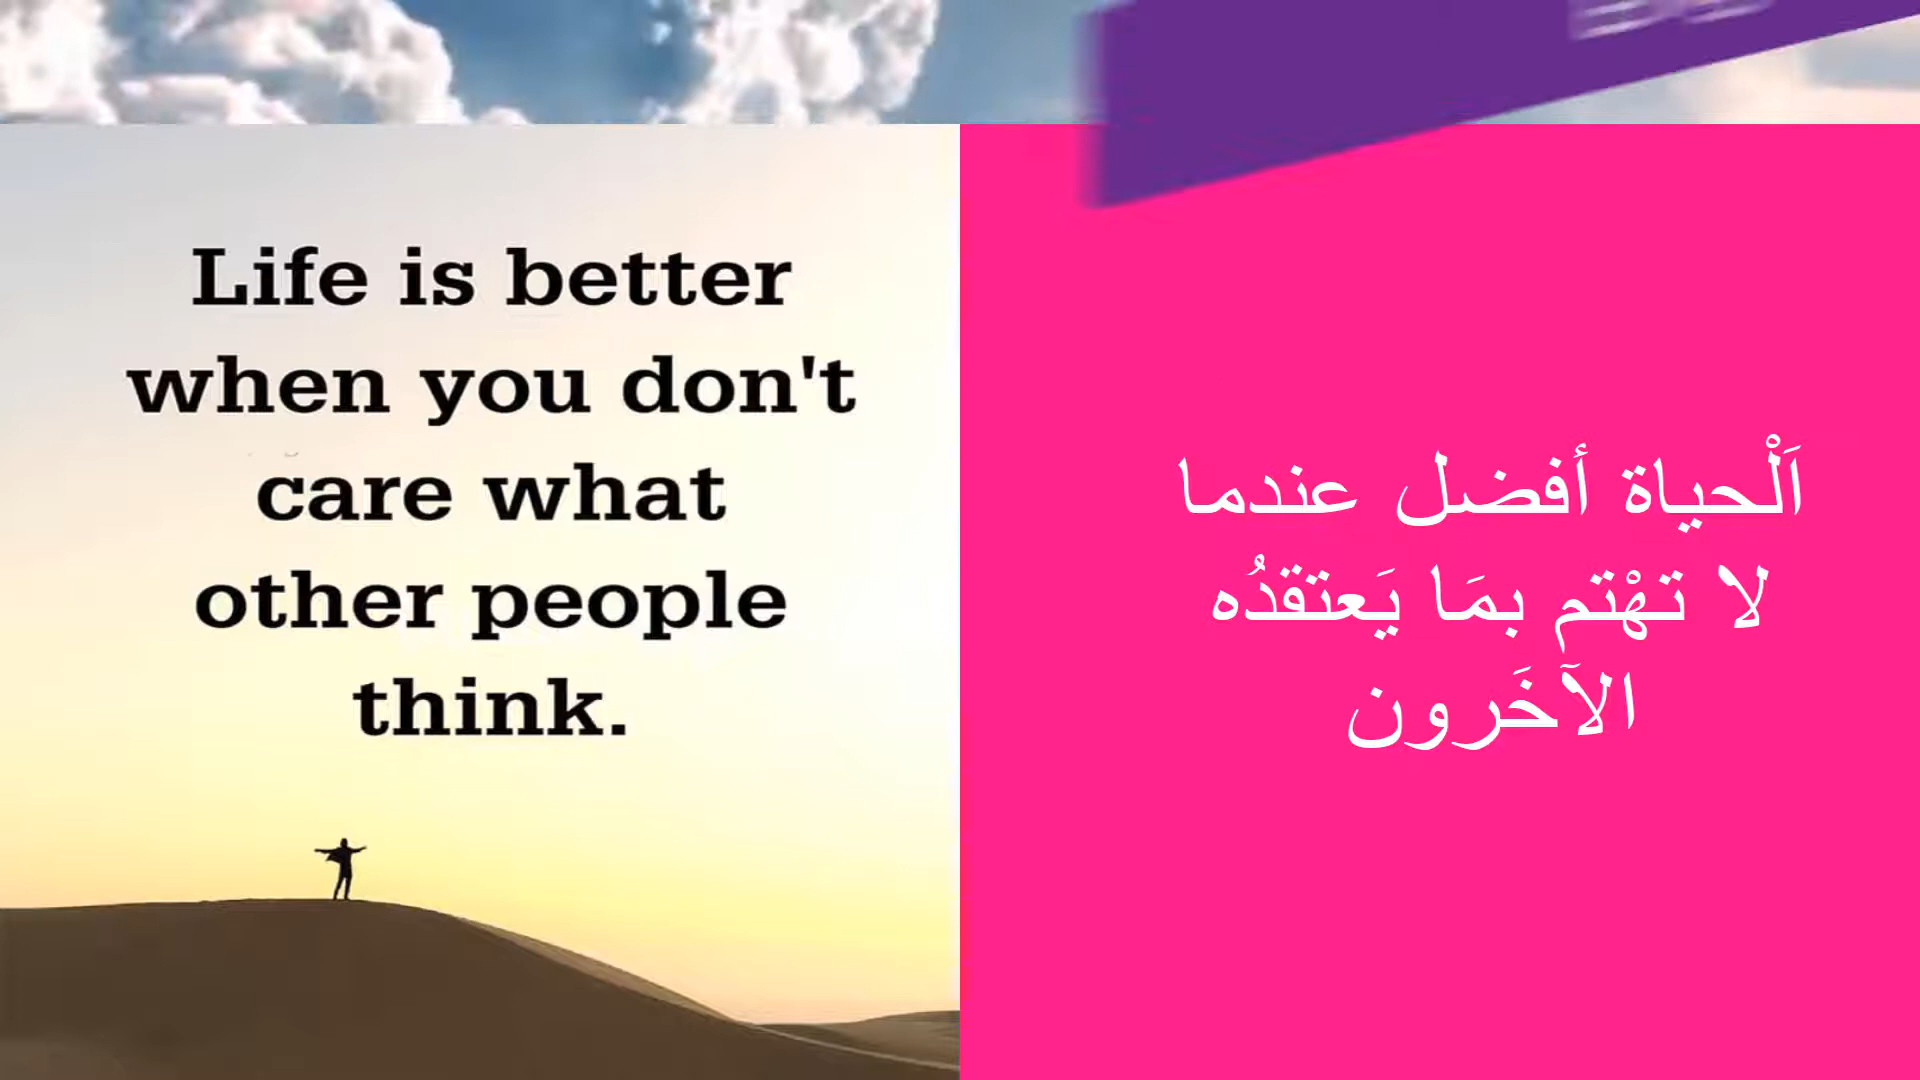 Life is better
when you don't
care what
other people
think.
اَلْحياة أفضل عندما
لا تهْتم بمَا يَعتقدُه
الآخَرون